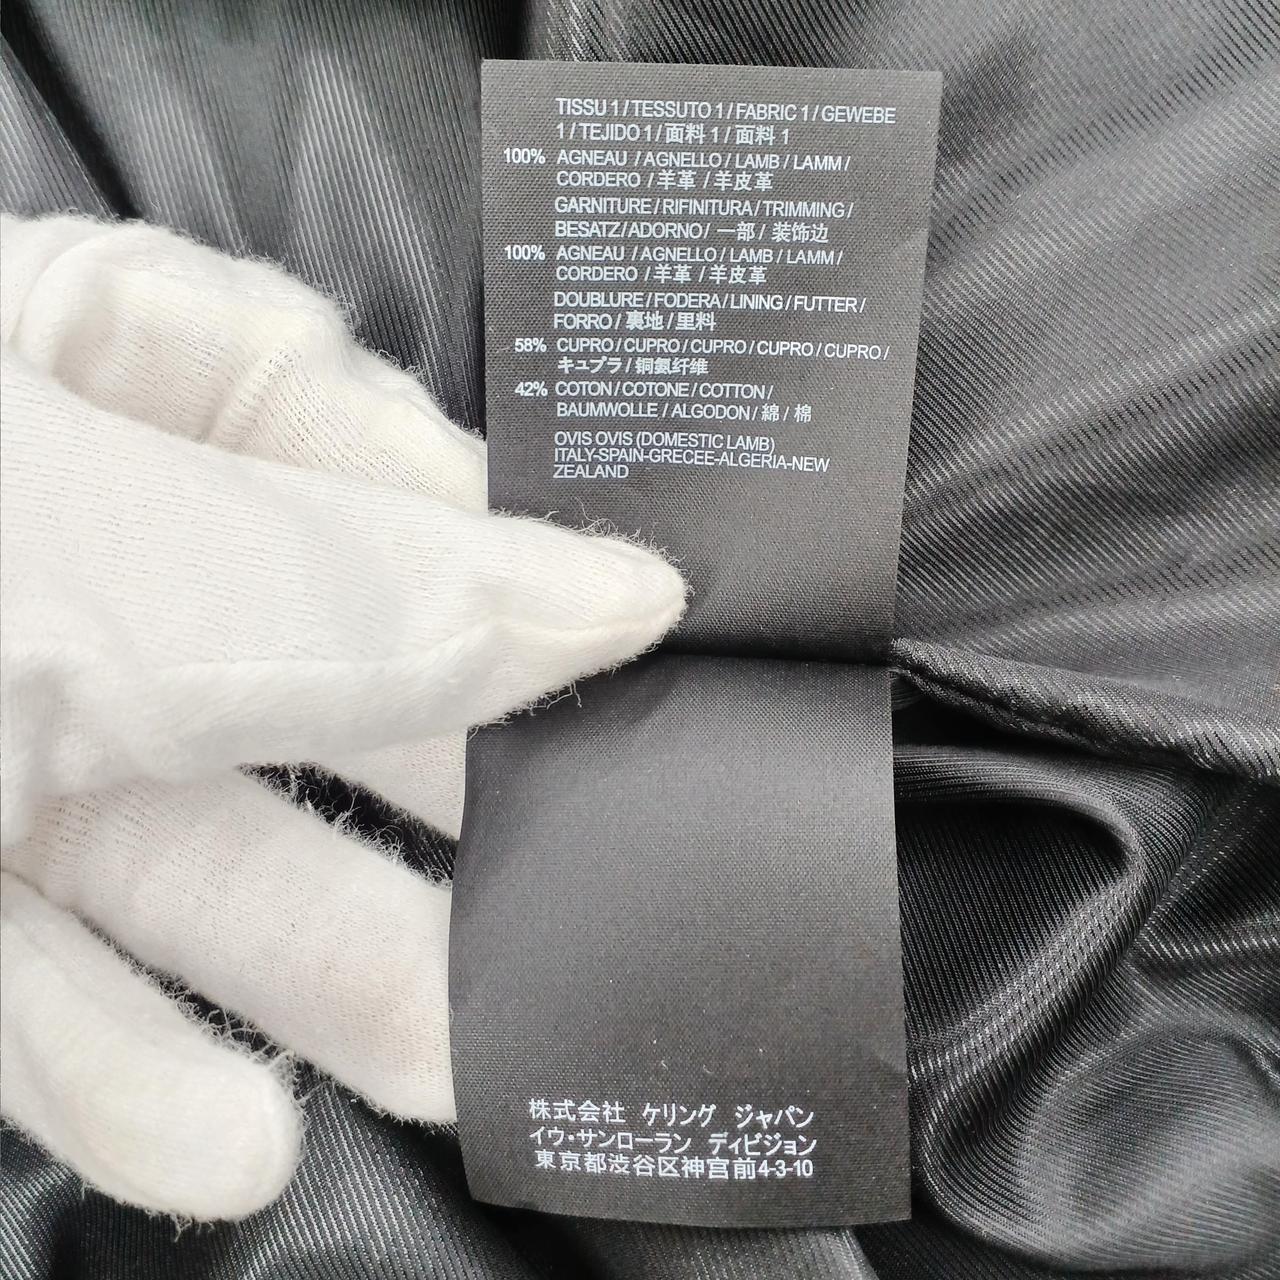 TISSU 1 / TESSUTO 1 / FABRIC 1 / GEWEBE
1 / TEJIDO 1 / 面料 1 / 面料 1
100% AGNEAU / AGNELLO / LAMB / LAMM /
CORDERO / 羊革 / 羊皮革
GARNITURE / RIFINITURA / TRIMMING /
BESATZ / ADORNO / 一部 / 装饰边
100% AGNEAU / AGNELLO / LAMB / LAMM /
CORDERO / 羊革 / 羊皮革
DOUBLURE / FODERA / LINING / FUTTER /
FORRO / 裏地 / 里料
58% CUPRO / CUPRO / CUPRO / CUPRO / CUPRO /
キュプラ / 铜氨纤维
42% COTON / COTONE / COTTON /
BAUMWOLLE / ALGODON / 綿 / 棉
OVIS OVIS (DOMESTIC LAMB)
ITALY-SPAIN-GRECEE-ALGERIA-NEW
ZEALAND
株式会社 ケリング ジャパン
イヴ・サンローラン ディビジョン
東京都渋谷区神宮前4-3-10